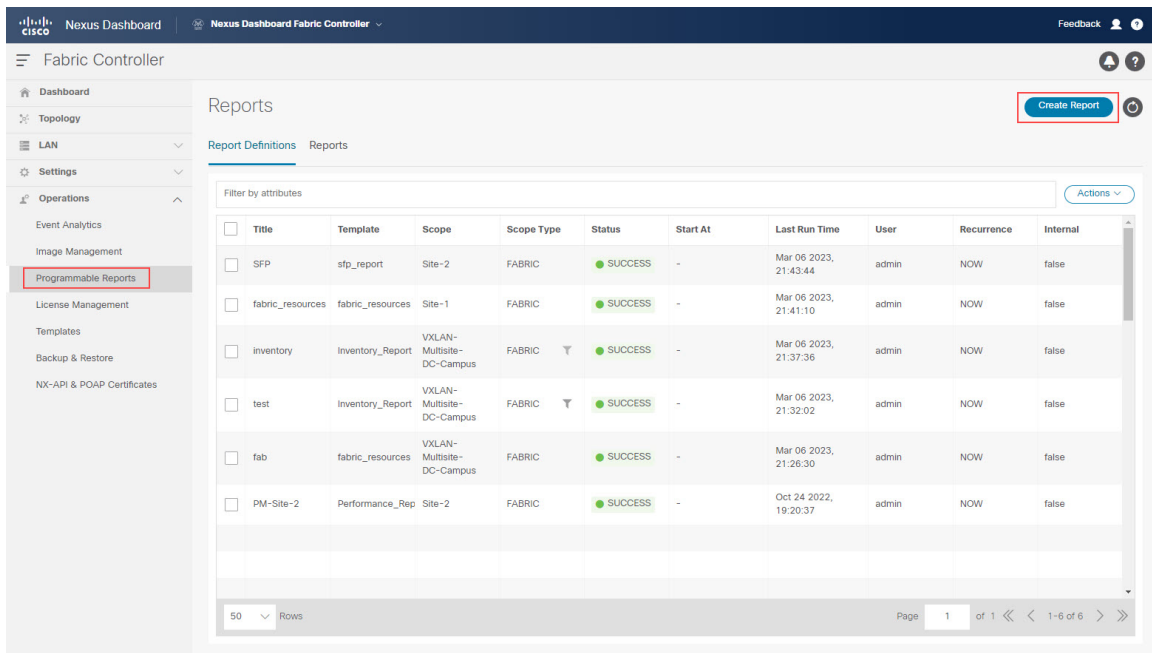 CISCO Nexus Dashboard Nexus Dashboard Fabric Controller Feedback ?
Fabric Controller ?
Dashboard
Topology
LAN
Settings
Operations
Event Analytics
Image Management
Programmable Reports
License Management
Templates
Backup & Restore
NX-API & POAP Certificates
Reports
Create Report
Report Definitions Reports
Filter by attributes
Actions
Title Template Scope Scope Type Status Start At Last Run Time User Recurrence Internal
SFP sfp_report Site-2 FABRIC SUCCESS - Mar 06 2023,
21:43:44 admin NOW false
fabric_resources fabric_resources Site-1 FABRIC SUCCESS - Mar 06 2023,
21:41:10 admin NOW false
inventory Inventory_Report VXLAN-
Multisite-
DC-Campus FABRIC SUCCESS - Mar 06 2023,
21:37:36 admin NOW false
test Inventory_Report VXLAN-
Multisite-
DC-Campus FABRIC SUCCESS - Mar 06 2023,
21:32:02 admin NOW false
fab fabric_resources VXLAN-
Multisite-
DC-Campus FABRIC SUCCESS - Mar 06 2023,
21:26:30 admin NOW false
PM-Site-2 Performance_Rep Site-2 FABRIC SUCCESS - Oct 24 2022,
19:20:37 admin NOW false
50 Rows Page 1 of 1 1-6 of 6